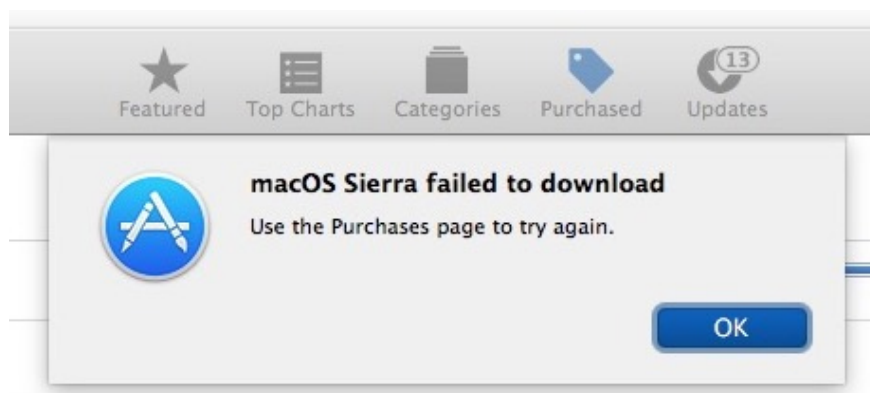 Featured Top Charts Categories Purchased Updates 13
macOS Sierra failed to download
Use the Purchases page to try again.
OK